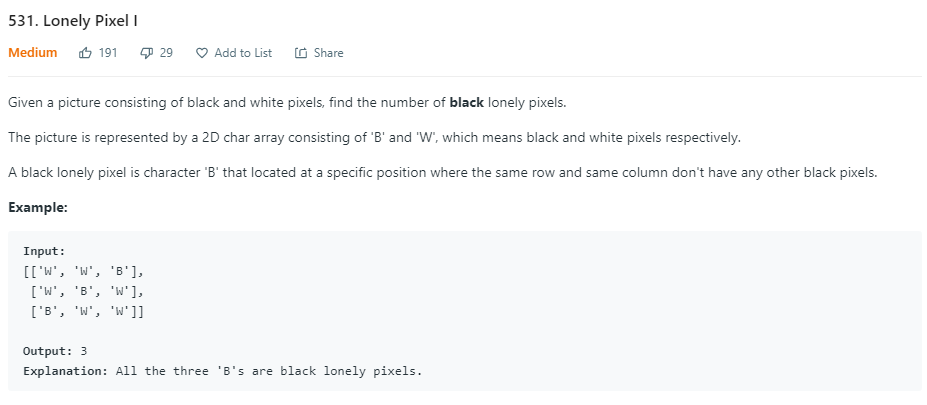 531. Lonely Pixel I
Medium 191 29 Add to List Share
Given a picture consisting of black and white pixels, find the number of black lonely pixels.
The picture is represented by a 2D char array consisting of 'B' and 'W', which means black and white pixels respectively.
A black lonely pixel is character 'B' that located at a specific position where the same row and same column don't have any other black pixels.
Example:
Input:
[['W', 'W', 'B'],
 ['W', 'B', 'W'],
 ['B', 'W', 'W']]
Output: 3
Explanation: All the three 'B's are black lonely pixels.